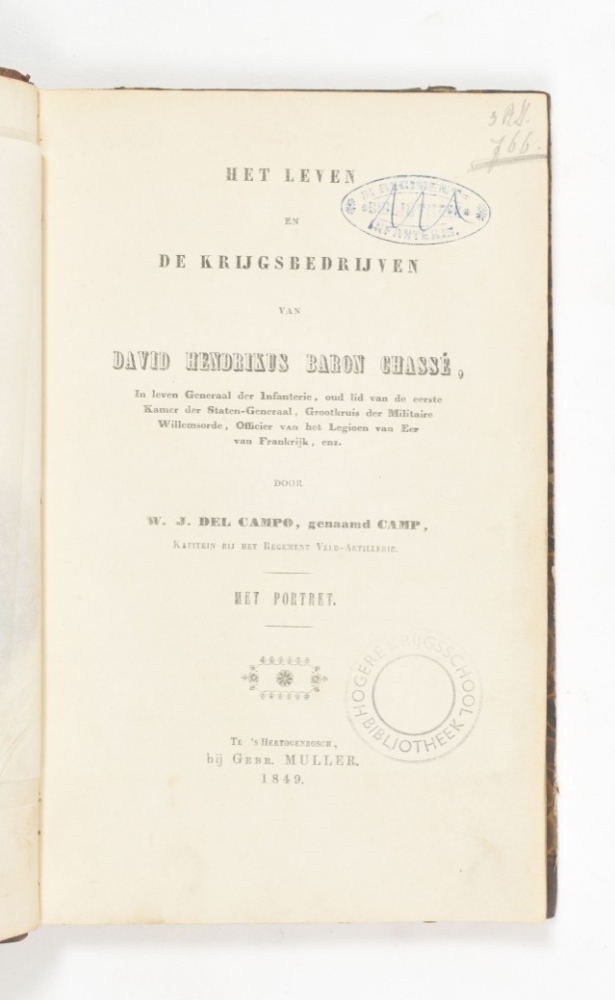 3 R.H.
766.
HET LEVEN
BIBLIOTHEEK
INFANTERIE.
EN
DE KRIJGSBEDRIJVEN
VAN
DAVID HENDRIKUS BARON CHASSÉ,
In leven Generaal der Infanterie, oud lid van de eerste
Kamer der Staten-Generaal, Grootkruis der Militaire
Willemsorde, Officier van het Legioen van Eer
van Frankrijk, enz.
DOOR
W. J. DEL CAMPO, genaamd CAMP,
KAPITEIN BIJ HET REGEMENT VELD-ARTILLERIE.
MET PORTRET.
HOGERE KRIJGSSCHOOL
BIBLIOTHEEK
TE 'S HERTOGENBOSCH,
bij GEBR. MULLER.
1849.